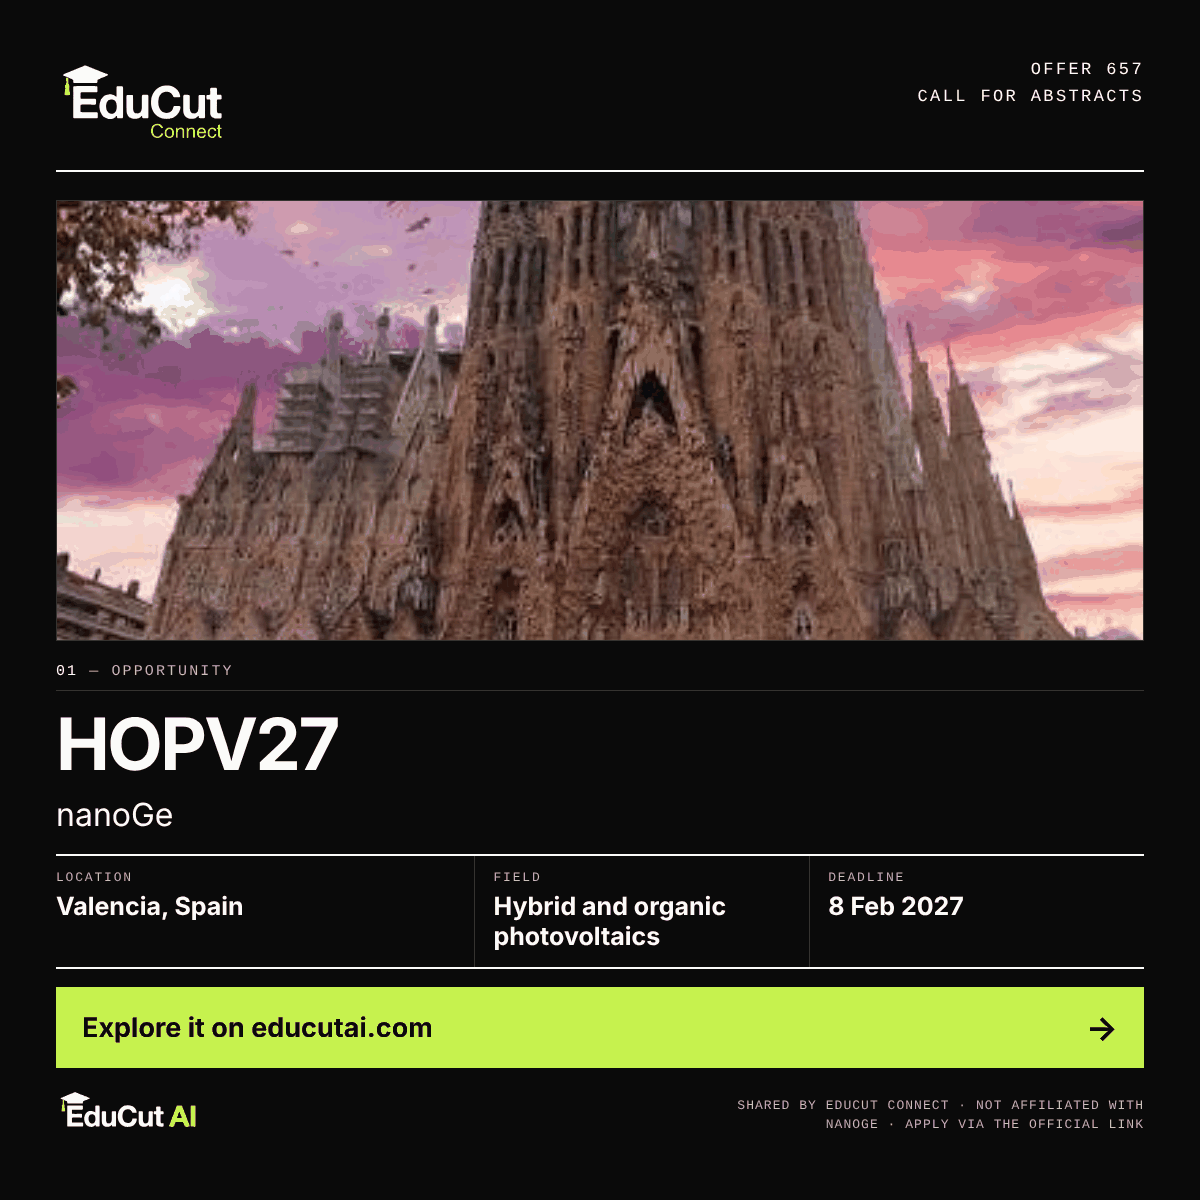 EduCut
Connect
OFFER 657
CALL FOR ABSTRACTS
01 — OPPORTUNITY
HOPV27
nanoGe
LOCATION
Valencia, Spain
FIELD
Hybrid and organic
photovoltaics
DEADLINE
8 Feb 2027
Explore it on educutai.com →
EduCut AI
SHARED BY EDUCUT CONNECT · NOT AFFILIATED WITH
NANOGE · APPLY VIA THE OFFICIAL LINK